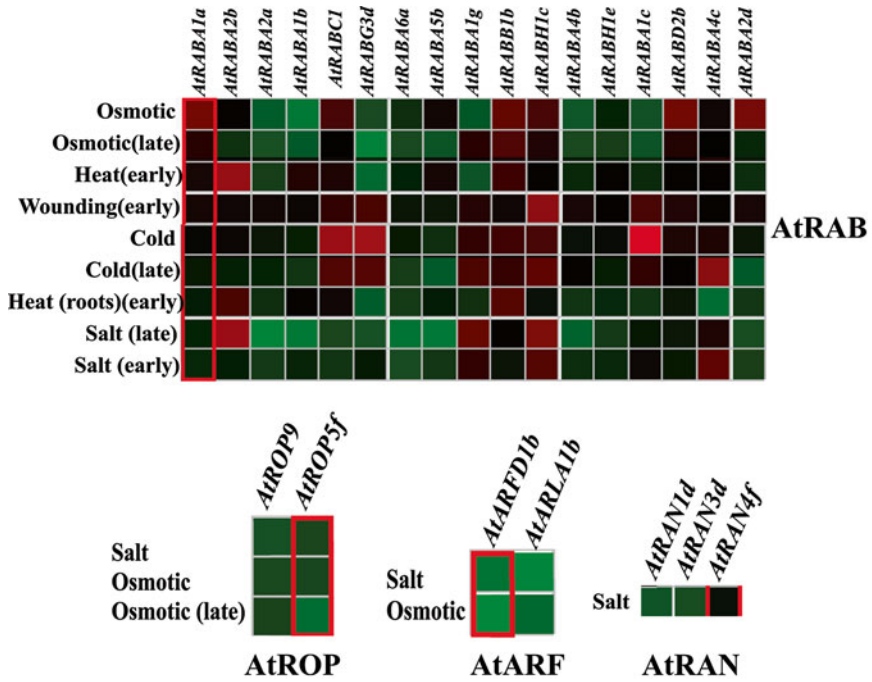 AtRABA1a AtRABA2b AtRABA2a AtRABA1b AtRABC1 AtRABG3d AtRABA6a AtRABA5b AtRABA1g AtRABB1b AtRABH1c AtRABA4b AtRABH1e AtRABA1c AtRABD2b AtRABA4c AtRABA2d
Osmotic
Osmotic(late)
Heat(early)
Wounding(early)
Cold
Cold(late)
Heat (roots)(early)
Salt (late)
Salt (early)
AtRAB
AtROP9 AtROP5f
Salt
Osmotic
Osmotic (late)
AtROP
AtARFD1b AtARLA1b
Salt
Osmotic
AtARF
AtRAN1d AtRAN3d AtRAN4f
Salt
AtRAN